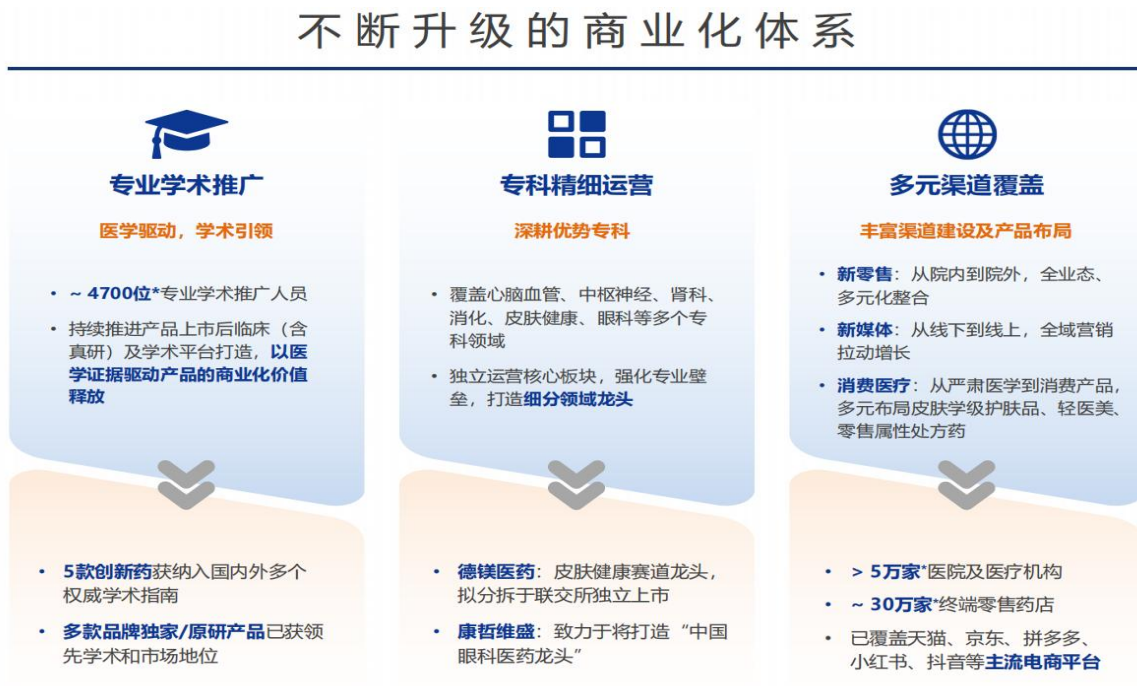 不断升级的商业化体系
专业学术推广
医学驱动，学术引领
• ~ 4700位*专业学术推广人员
• 持续推进产品上市后临床（含
真研）及学术平台打造，以医
学证据驱动产品的商业化价值
释放
• 5款创新药获纳入国内外多个
权威学术指南
• 多款品牌独家/原研产品已获领
先学术和市场地位
专科精细运营
深耕优势专科
• 覆盖心脑血管、中枢神经、肾科、
消化、皮肤健康、眼科等多个专
科领域
• 独立运营核心板块，强化专业壁
垒，打造细分领域龙头
• 德镁医药：皮肤健康赛道龙头，
拟分拆于联交所独立上市
• 康哲维盛：致力于将打造“中国
眼科医药龙头”
多元渠道覆盖
丰富渠道建设及产品布局
• 新零售：从院内到院外，全业态、
多元化整合
• 新媒体：从线下到线上，全域营销
拉动增长
• 消费医疗：从严肃医学到消费产品，
多元布局皮肤学级护肤品、轻医美、
零售属性处方药
• > 5万家*医院及医疗机构
• ~ 30万家*终端零售药店
• 已覆盖天猫、京东、拼多多、
小红书、抖音等主流电商平台